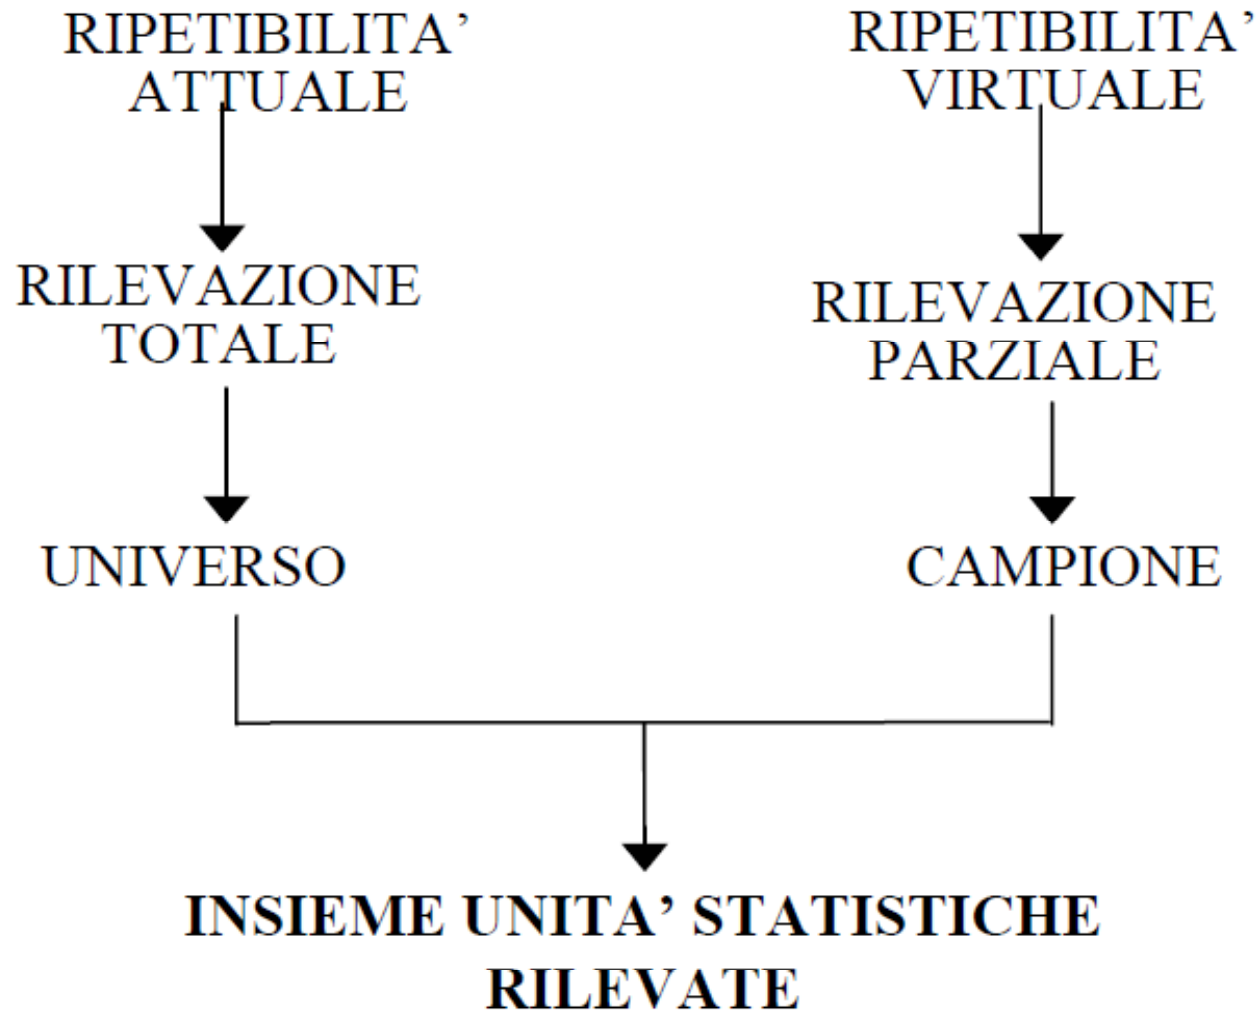 RIPETIBILITA’
ATTUALE
RIPETIBILITA’
VIRTUALE
RILEVAZIONE
TOTALE
RILEVAZIONE
PARZIALE
UNIVERSO
CAMPIONE
INSIEME UNITA’ STATISTICHE
RILEVATE